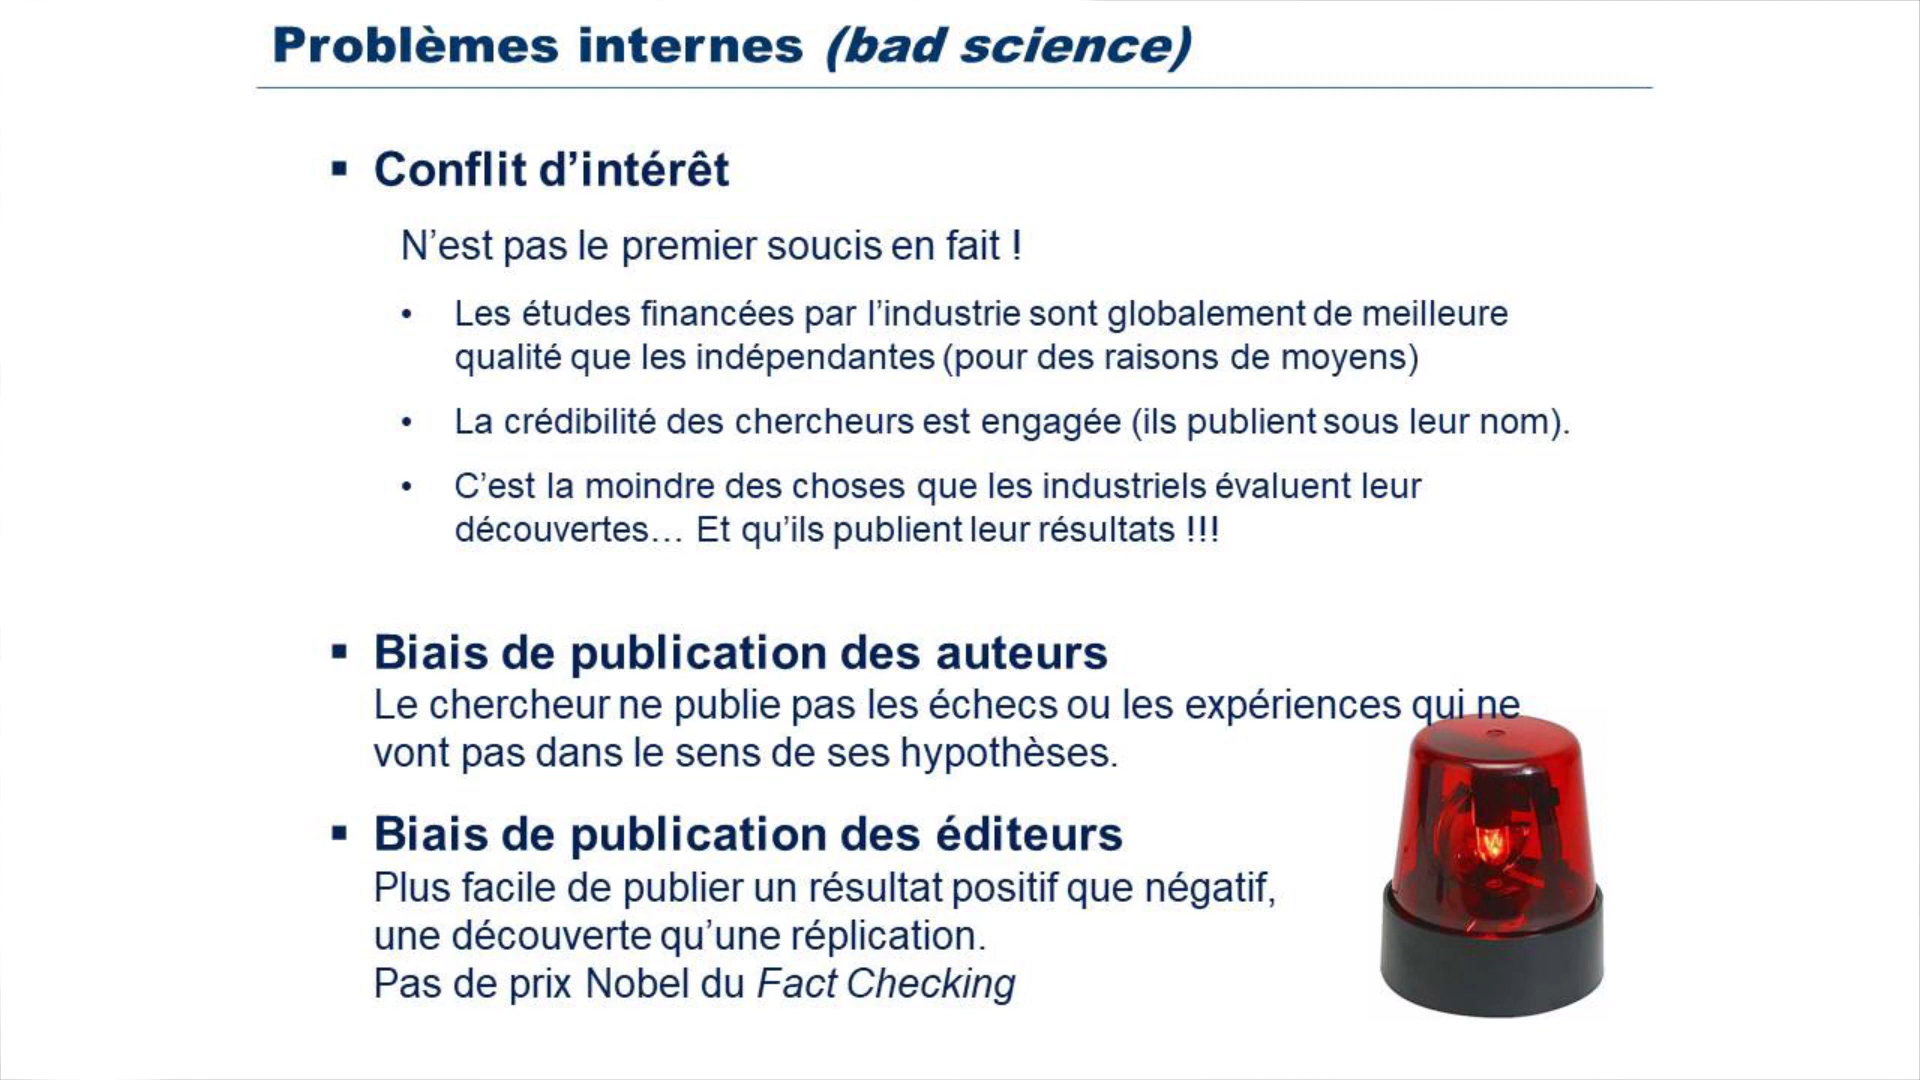 Problèmes internes (bad science)
▪ Conflit d’intérêt
N’est pas le premier soucis en fait !
• Les études financées par l’industrie sont globalement de meilleure
qualité que les indépendantes (pour des raisons de moyens)
• La crédibilité des chercheurs est engagée (ils publient sous leur nom).
• C’est la moindre des choses que les industriels évaluent leur
découvertes… Et qu’ils publient leur résultats !!!
▪ Biais de publication des auteurs
Le chercheur ne publie pas les échecs ou les expériences qui ne
vont pas dans le sens de ses hypothèses.
▪ Biais de publication des éditeurs
Plus facile de publier un résultat positif que négatif,
une découverte qu’une réplication.
Pas de prix Nobel du Fact Checking